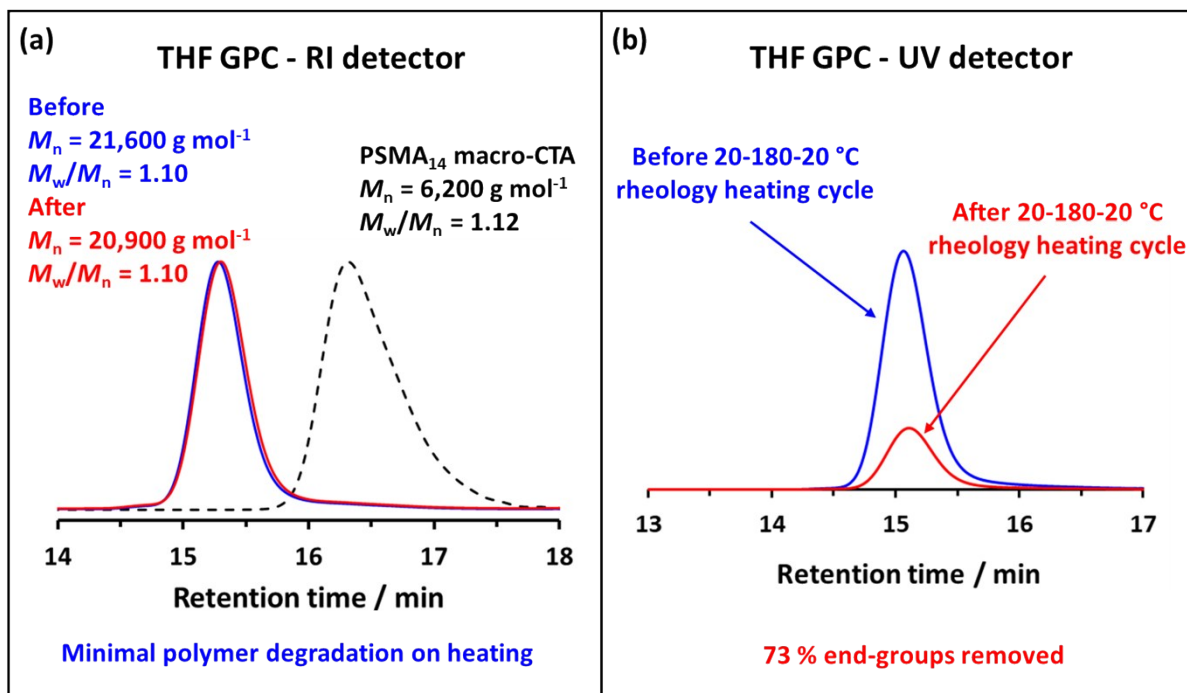 (a)
THF GPC - RI detector
Before
Mn = 21,600 g mol-1
Mw/Mn = 1.10
After
Mn = 20,900 g mol-1
Mw/Mn = 1.10
PSMA14 macro-CTA
Mn = 6,200 g mol-1
Mw/Mn = 1.12
14 15 16 17 18
Retention time / min
Minimal polymer degradation on heating
(b)
THF GPC - UV detector
Before 20-180-20 °C
rheology heating cycle
After 20-180-20 °C
rheology heating cycle
13 14 15 16 17
Retention time / min
73 % end-groups removed